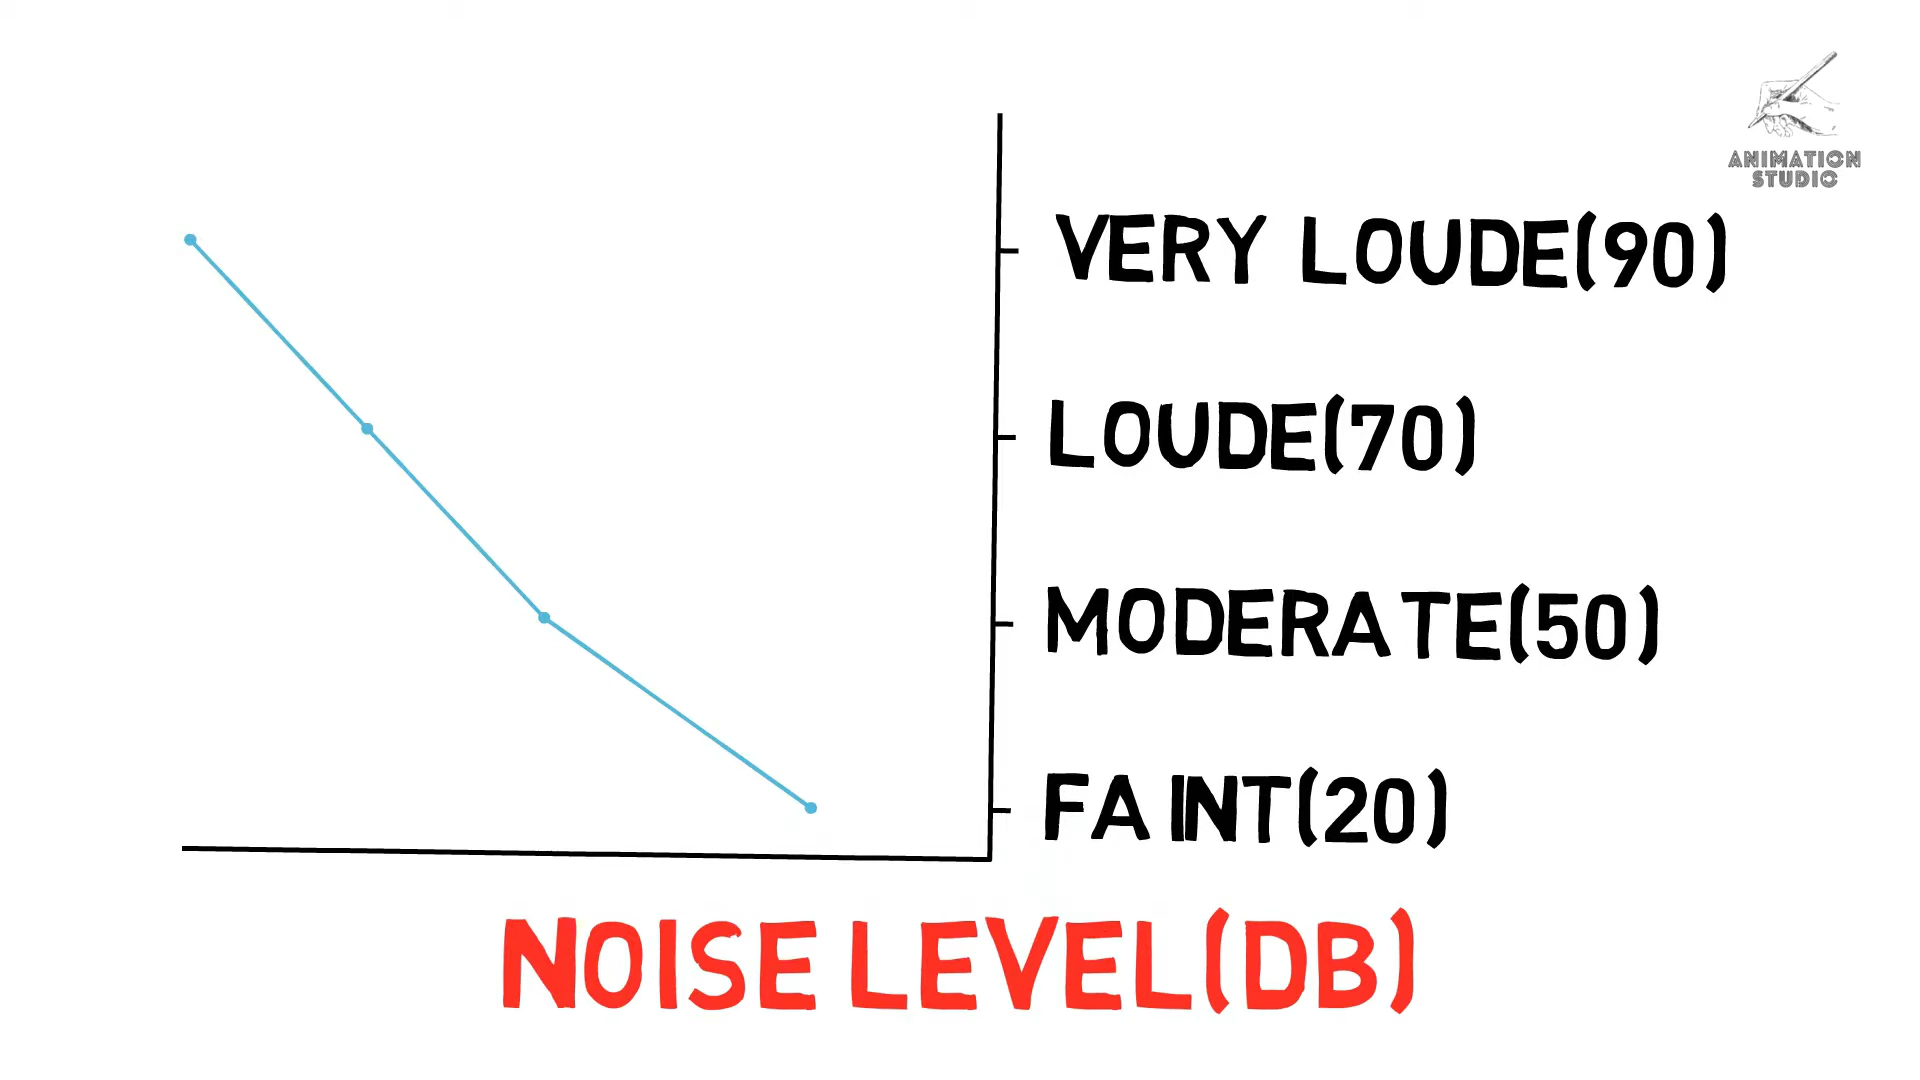 ANIMATION
STUDIO
VERY LOUDE(90)
LOUDE(70)
MODERATE(50)
FAINT(20)
NOISE LEVEL(DB)